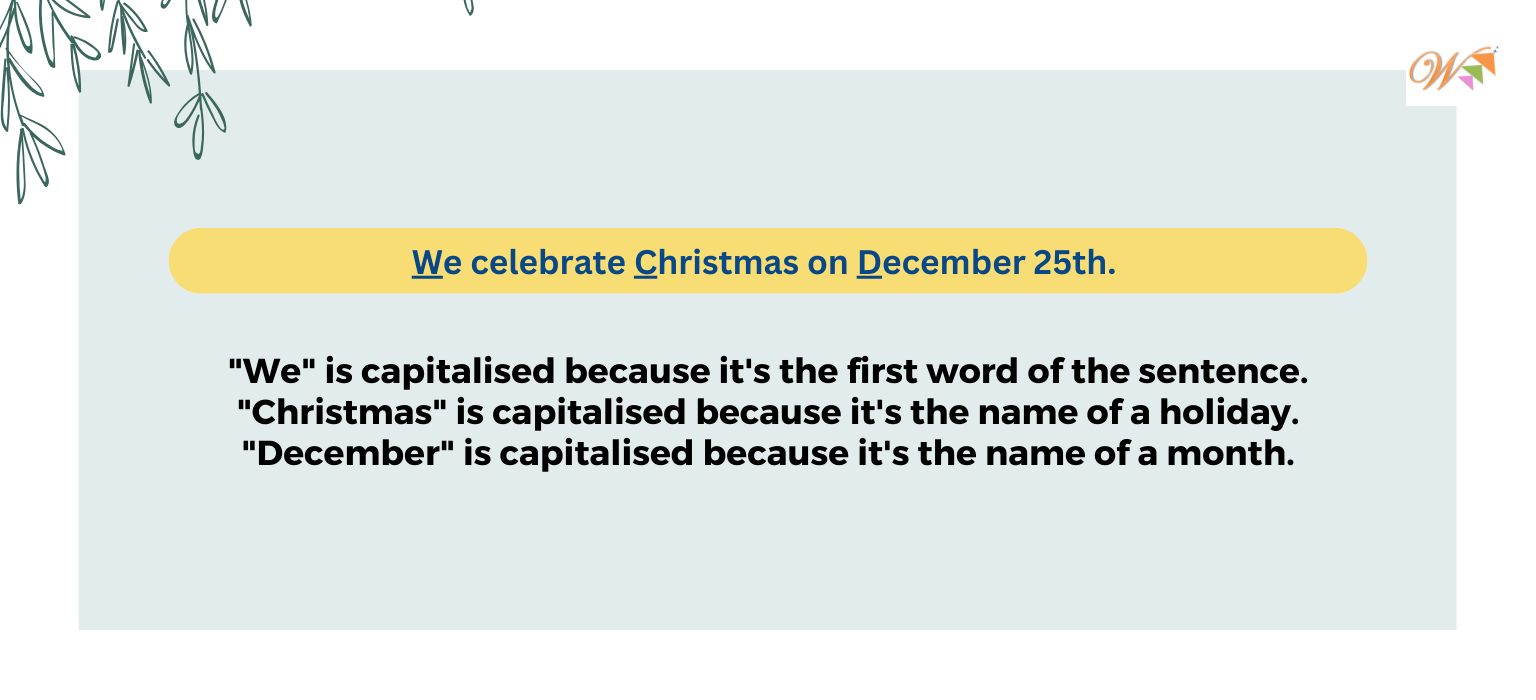 W
We celebrate Christmas on December 25th.
"We" is capitalised because it's the first word of the sentence.
"Christmas" is capitalised because it's the name of a holiday.
"December" is capitalised because it's the name of a month.